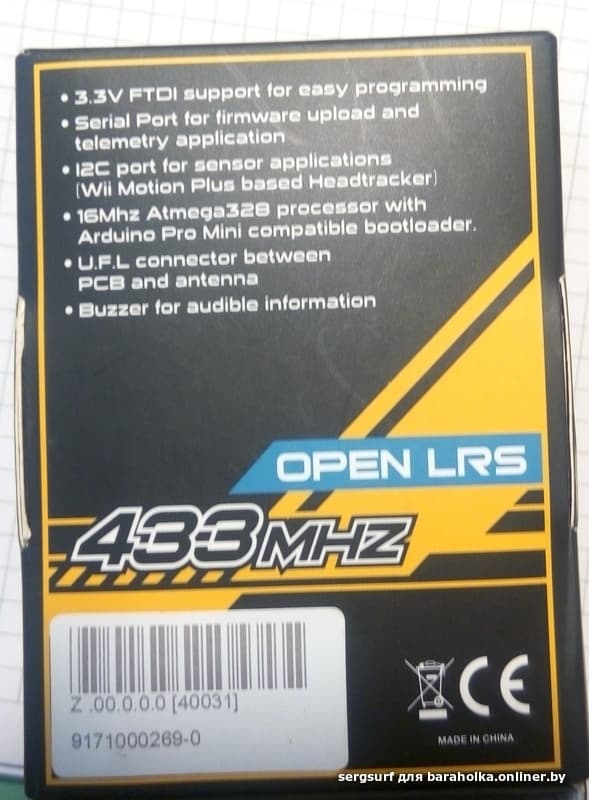 • 3.3V FTDI support for easy programming
• Serial Port for firmware upload and
telemetry application
• I2C port for sensor applications
(Wii Motion Plus based Headtracker)
• 16Mhz Atmega328 processor with
Arduino Pro Mini compatible bootloader.
• U.F.L connector between
PCB and antenna
• Buzzer for audible information
OPEN LRS
433MHZ
Z .00.0.0.0 [40031]
9171000269-0
CE
MADE IN CHINA
sergsurf для baraholka.onliner.by